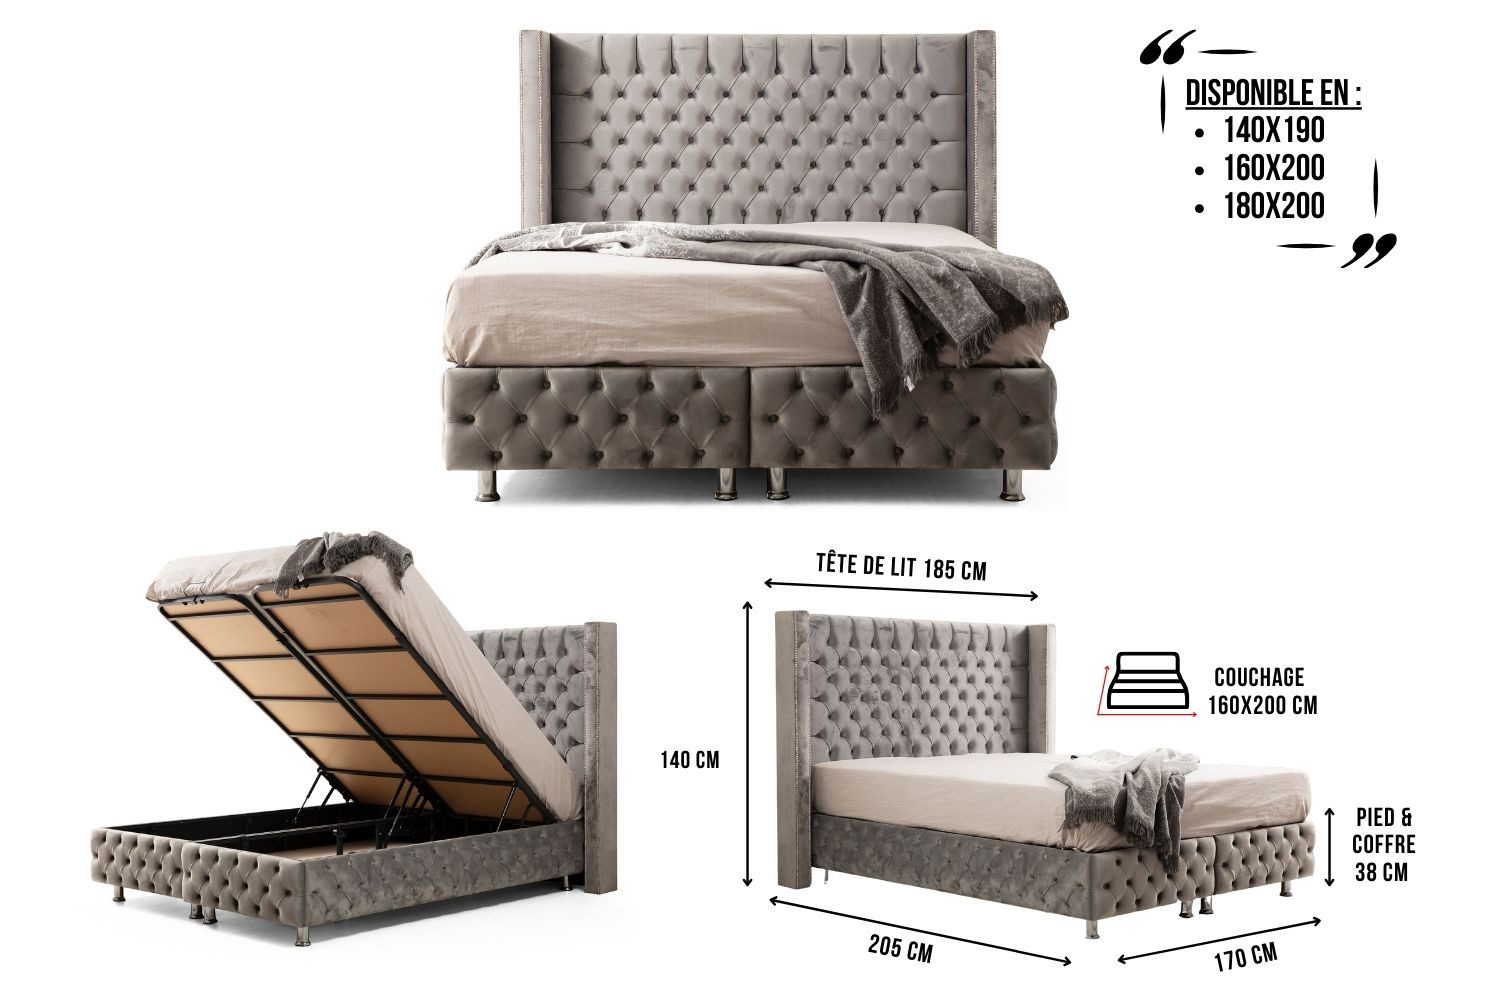 DISPONIBLE EN :
• 140X190
• 160X200
• 180X200
TÊTE DE LIT 185 CM
COUCHAGE
160X200 CM
140 CM
PIED &
COFFRE
38 CM
205 CM
170 CM